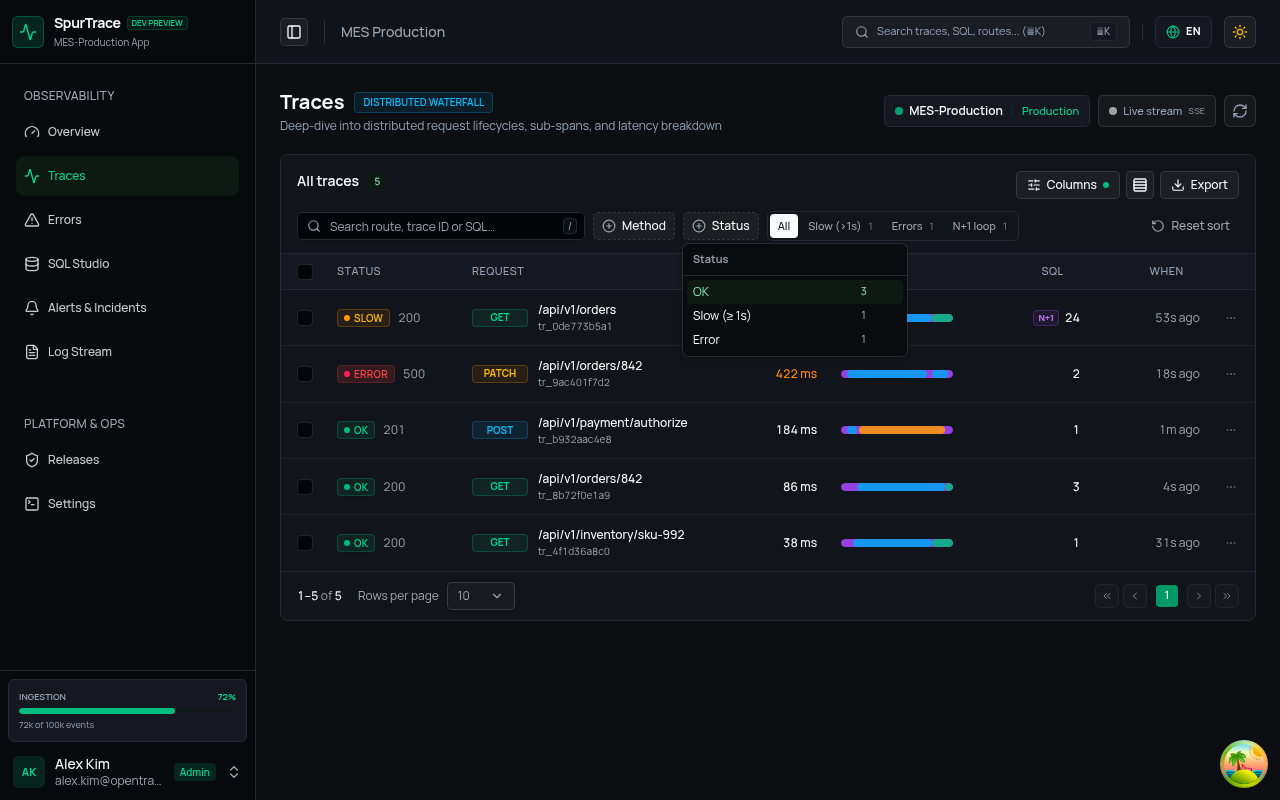 SpurTrace DEV PREVIEW
MES-Production App
OBSERVABILITY
Overview
Traces
Errors
SQL Studio
Alerts & Incidents
Log Stream
PLATFORM & OPS
Releases
Settings
INGESTION 72%
72k of 100k events
AK Alex Kim
alex.kim@opentra... Admin
MES Production
Search traces, SQL, routes... (⌘K) ⌘K
EN
Traces DISTRIBUTED WATERFALL
Deep-dive into distributed request lifecycles, sub-spans, and latency breakdown
MES-Production Production
Live stream SSE
All traces 5
Columns
Export
Search route, trace ID or SQL... /
Method
Status
All Slow (>1s) 1 Errors 1 N+1 loop 1
Reset sort
Status
OK 3
Slow (≥1s) 1
Error 1
STATUS REQUEST SQL WHEN
SLOW 200 GET /api/v1/orders N+1 24 53s ago ...
tr_0de773b5a1
ERROR 500 PATCH /api/v1/orders/842 422 ms 2 18s ago ...
tr_9ac401f7d2
OK 201 POST /api/v1/payment/authorize 184 ms 1 1m ago ...
tr_b932aac4e8
OK 200 GET /api/v1/orders/842 86 ms 3 4s ago ...
tr_8b72f0e1a9
OK 200 GET /api/v1/inventory/sku-992 38 ms 1 31s ago ...
tr_4f1d36a8c0
1–5 of 5 Rows per page 10
« ‹ 1 › »